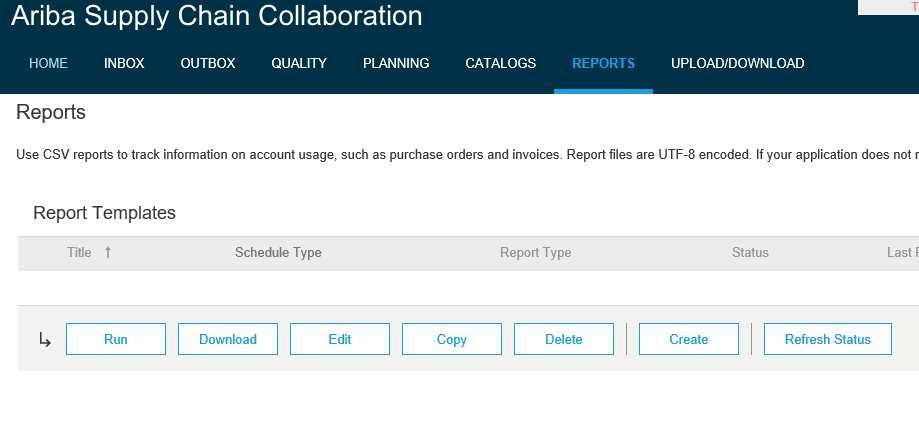 Ariba Supply Chain Collaboration
HOME INBOX OUTBOX QUALITY PLANNING CATALOGS REPORTS UPLOAD/DOWNLOAD
Reports
Use CSV reports to track information on account usage, such as purchase orders and invoices. Report files are UTF-8 encoded. If your application does not
Report Templates
Title ↑ Schedule Type Report Type Status Last
Run Download Edit Copy Delete Create Refresh Status